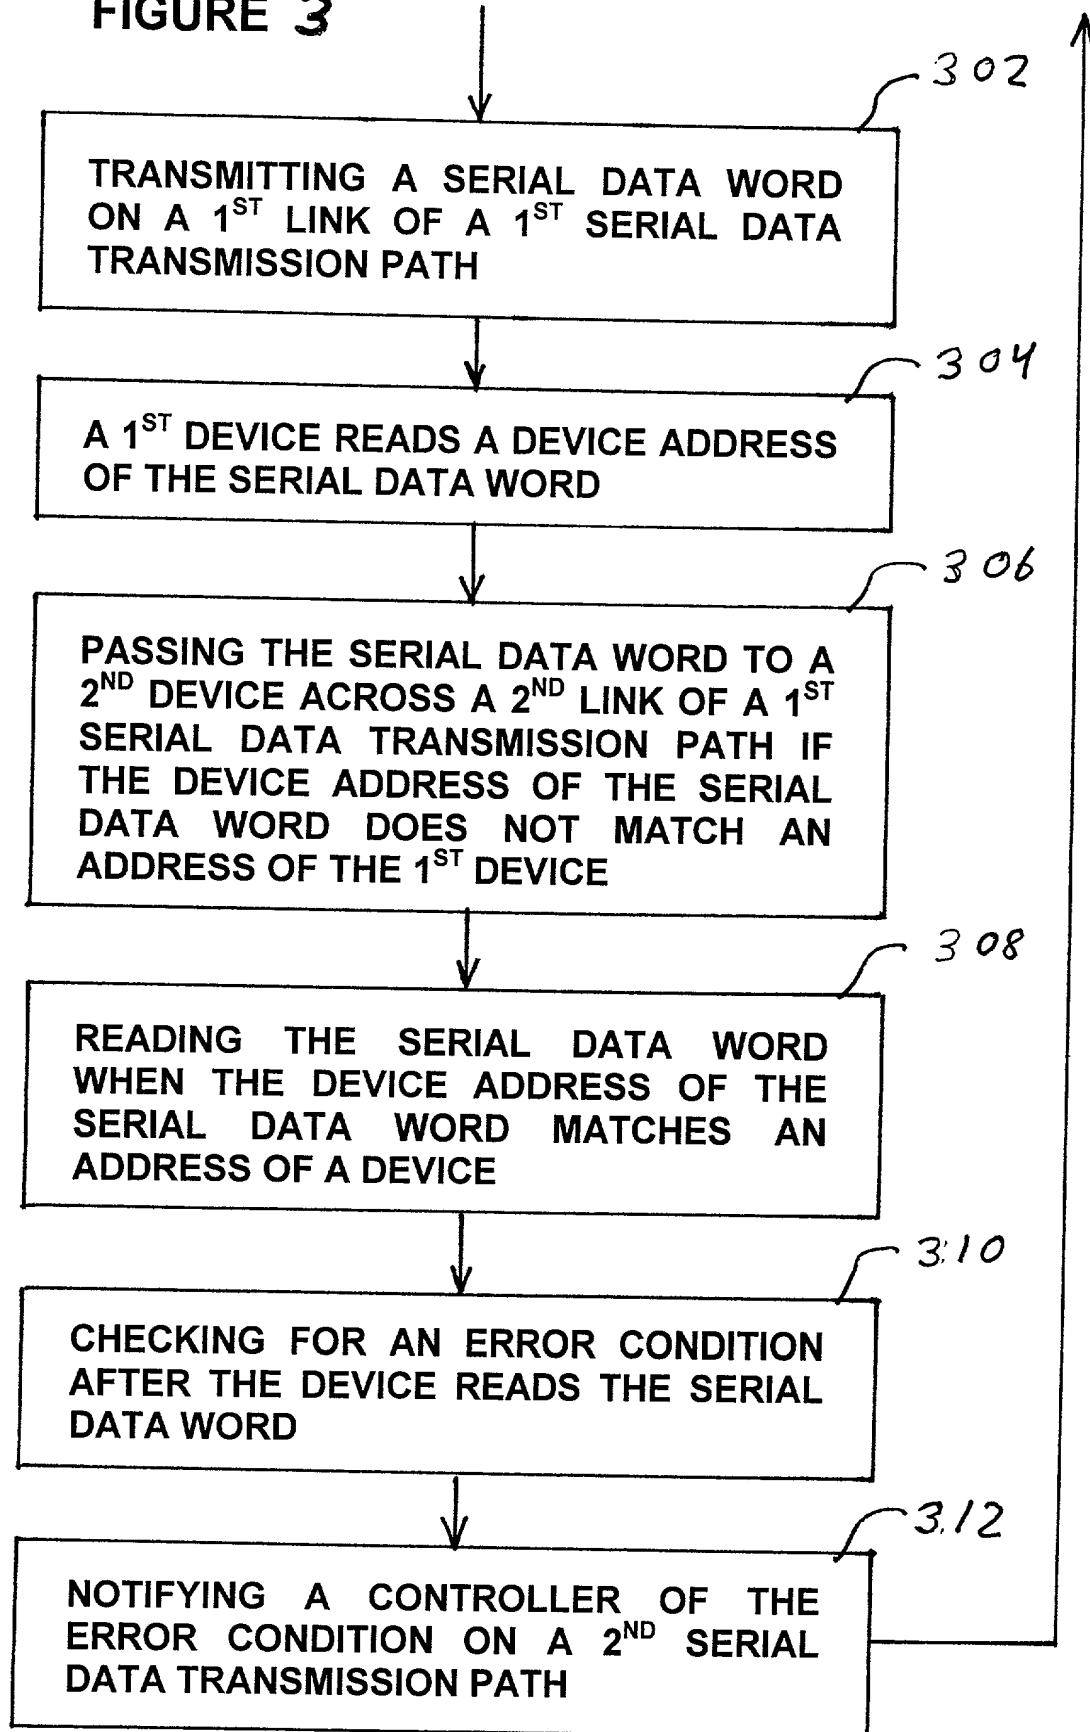 FIGURE 3
302
TRANSMITTING A SERIAL DATA WORD
ON A 1ST LINK OF A 1ST SERIAL DATA
TRANSMISSION PATH
304
A 1ST DEVICE READS A DEVICE ADDRESS
OF THE SERIAL DATA WORD
306
PASSING THE SERIAL DATA WORD TO A
2ND DEVICE ACROSS A 2ND LINK OF A 1ST
SERIAL DATA TRANSMISSION PATH IF
THE DEVICE ADDRESS OF THE SERIAL
DATA WORD DOES NOT MATCH AN
ADDRESS OF THE 1ST DEVICE
308
READING THE SERIAL DATA WORD
WHEN THE DEVICE ADDRESS OF THE
SERIAL DATA WORD MATCHES AN
ADDRESS OF A DEVICE
310
CHECKING FOR AN ERROR CONDITION
AFTER THE DEVICE READS THE SERIAL
DATA WORD
312
NOTIFYING A CONTROLLER OF THE
ERROR CONDITION ON A 2ND SERIAL
DATA TRANSMISSION PATH